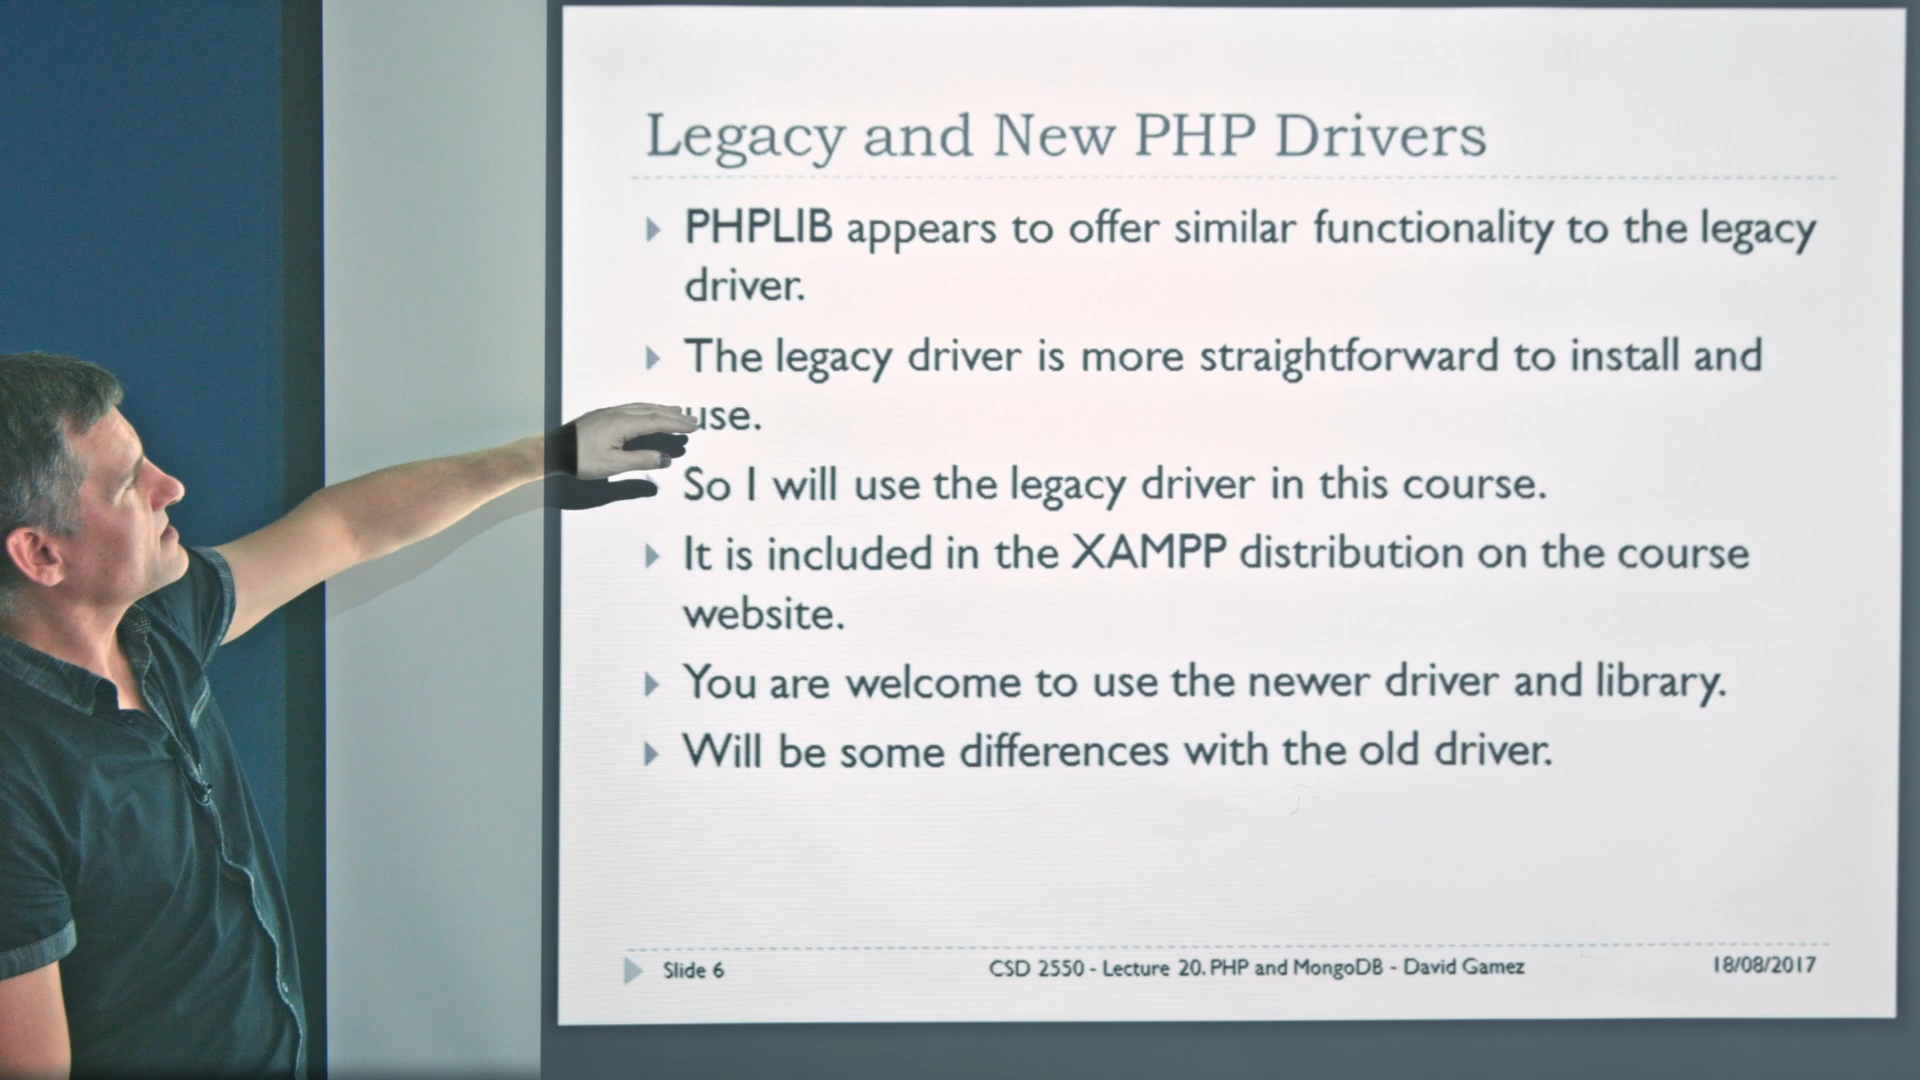 Legacy and New PHP Drivers
PHPLIB appears to offer similar functionality to the legacy
driver.
The legacy driver is more straightforward to install and
use.
So I will use the legacy driver in this course.
It is included in the XAMPP distribution on the course
website.
You are welcome to use the newer driver and library.
Will be some differences with the old driver.
Slide 6
CSD 2550 - Lecture 20. PHP and MongoDB - David Gamez
18/08/2017